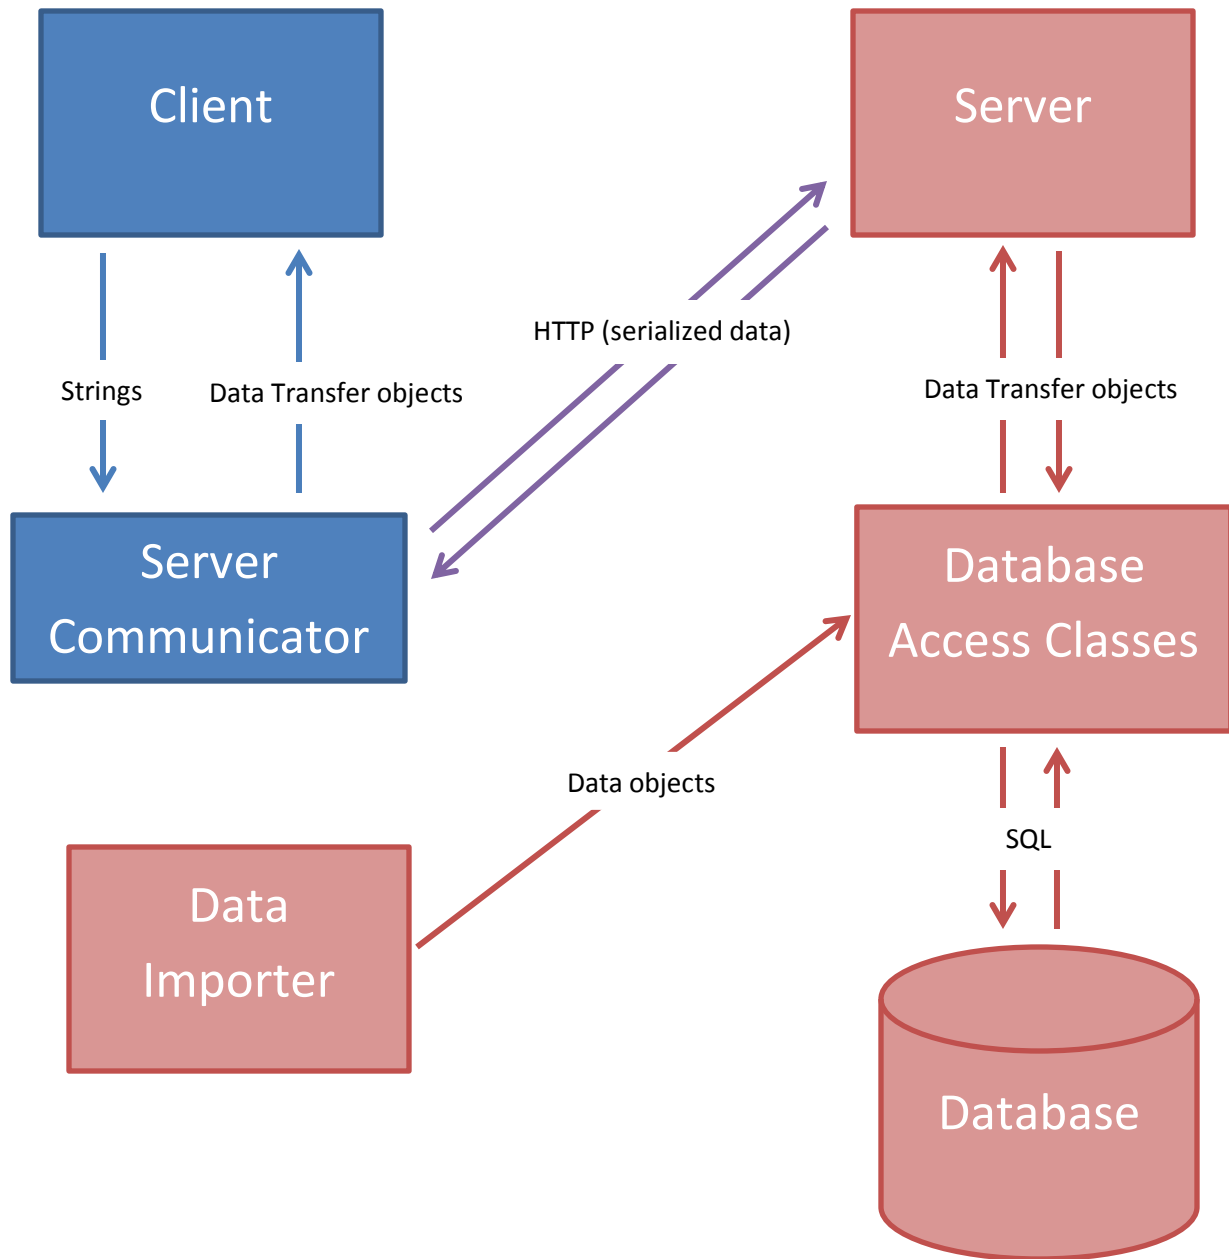 Client
Server
HTTP (serialized data)
Strings
Data Transfer objects
Data Transfer objects
Server
Communicator
Database
Access Classes
Data objects
SQL
Data
Importer
Database